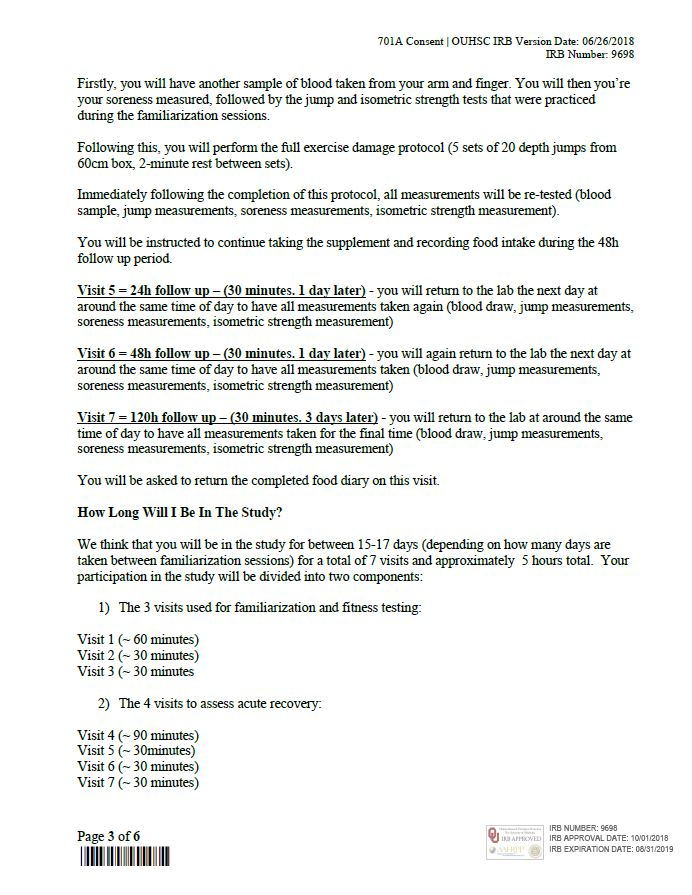 701A Consent | OUHSC IRB Version Date: 06/26/2018
IRB Number: 9698
Firstly, you will have another sample of blood taken from your arm and finger. You will then you’re
your soreness measured, followed by the jump and isometric strength tests that were practiced
during the familiarization sessions.
Following this, you will perform the full exercise damage protocol (5 sets of 20 depth jumps from
60cm box, 2-minute rest between sets).
Immediately following the completion of this protocol, all measurements will be re-tested (blood
sample, jump measurements, soreness measurements, isometric strength measurement).
You will be instructed to continue taking the supplement and recording food intake during the 48h
follow up period.
Visit 5 = 24h follow up – (30 minutes. 1 day later) - you will return to the lab the next day at
around the same time of day to have all measurements taken again (blood draw, jump measurements,
soreness measurements, isometric strength measurement)
Visit 6 = 48h follow up – (30 minutes. 1 day later) - you will again return to the lab the next day at
around the same time of day to have all measurements taken (blood draw, jump measurements,
soreness measurements, isometric strength measurement)
Visit 7 = 120h follow up – (30 minutes. 3 days later) - you will return to the lab at around the same
time of day to have all measurements taken for the final time (blood draw, jump measurements,
soreness measurements, isometric strength measurement)
You will be asked to return the completed food diary on this visit.
How Long Will I Be In The Study?
We think that you will be in the study for between 15-17 days (depending on how many days are
taken between familiarization sessions) for a total of 7 visits and approximately 5 hours total. Your
participation in the study will be divided into two components:
1) The 3 visits used for familiarization and fitness testing:
Visit 1 (~ 60 minutes)
Visit 2 (~ 30 minutes)
Visit 3 (~ 30 minutes
2) The 4 visits to assess acute recovery:
Visit 4 (~ 90 minutes)
Visit 5 (~ 30minutes)
Visit 6 (~ 30 minutes)
Visit 7 (~ 30 minutes)
Page 3 of 6
IRB APPROVED
AAHRPP
IRB NUMBER: 9698
IRB APPROVAL DATE: 10/01/2018
IRB EXPIRATION DATE: 08/31/2019